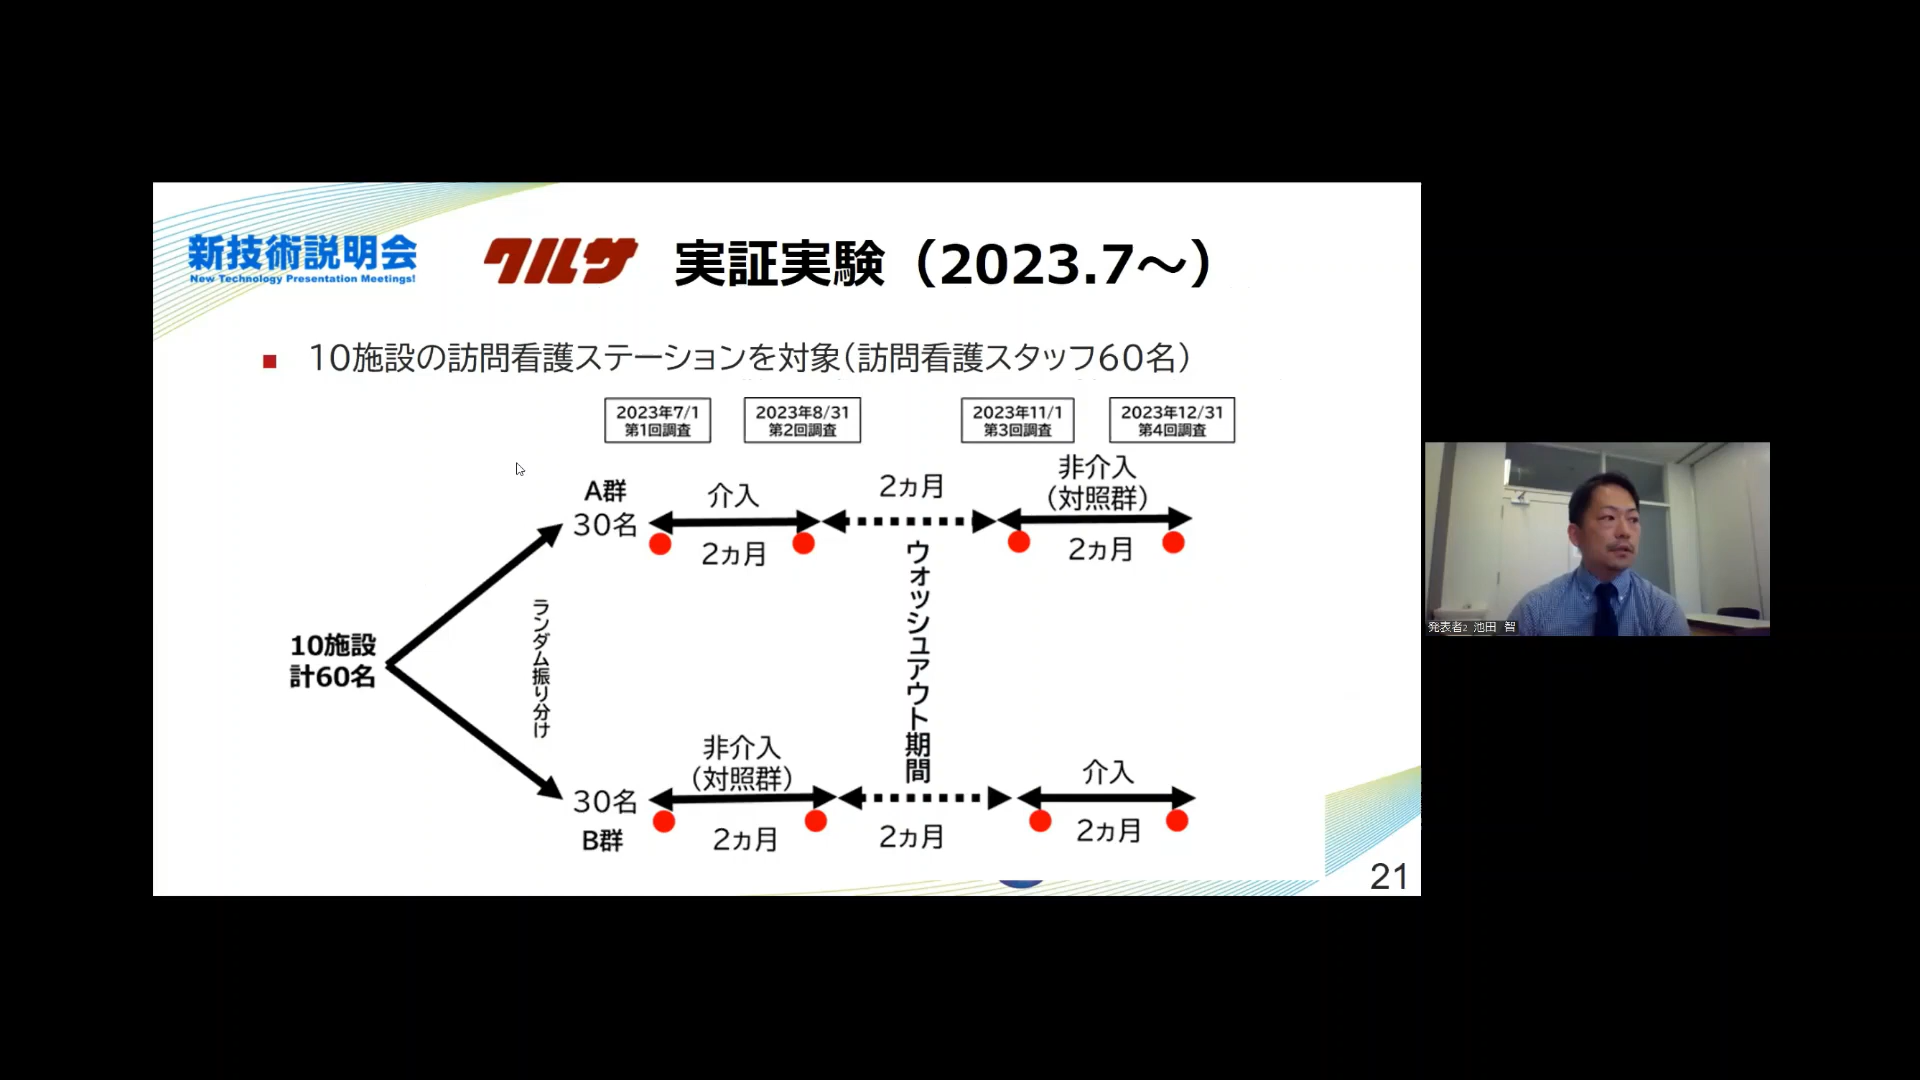 新技術説明会
New Technology Presentation Meetings!
ワルサ 実証実験（2023.7～）
■ 10施設の訪問看護ステーションを対象（訪問看護スタッフ60名）
2023年7/1
第1回調査
2023年8/31
第2回調査
2023年11/1
第3回調査
2023年12/31
第4回調査
A群
30名
介入
2ヵ月
2ヵ月
非介入
（対照群）
2ヵ月
ウォッシュアウト期間
ランダム振り分け
10施設
計60名
30名
B群
非介入
（対照群）
2ヵ月
2ヵ月
介入
2ヵ月
21
発表者2 池田 智